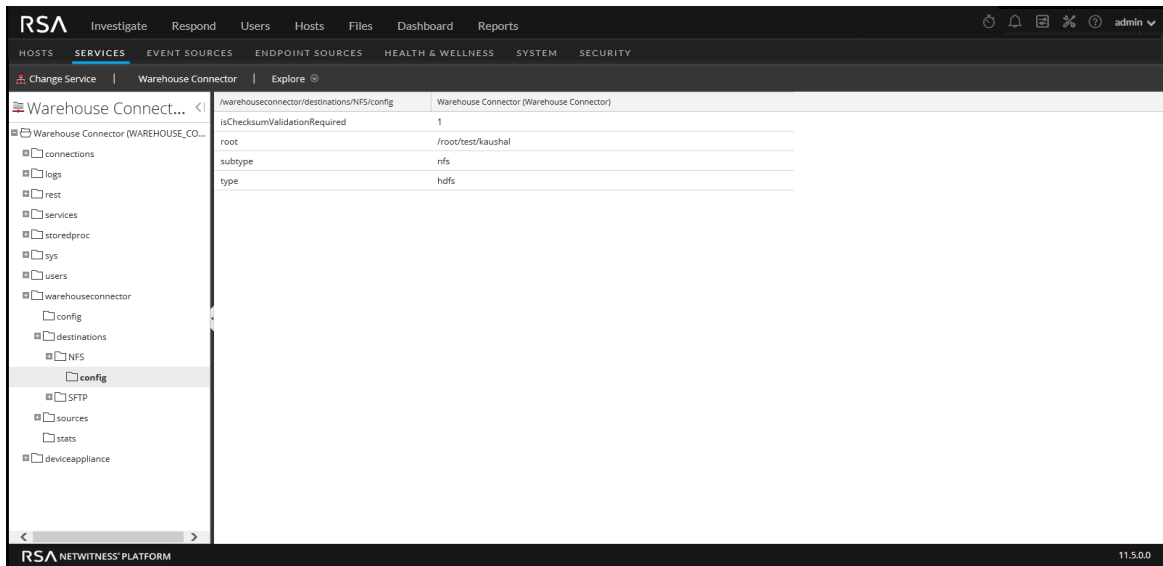 RSA Investigate Respond Users Hosts Files Dashboard Reports admin
HOSTS SERVICES EVENT SOURCES ENDPOINT SOURCES HEALTH & WELLNESS SYSTEM SECURITY
Change Service | Warehouse Connector | Explore
Warehouse Connect...
Warehouse Connector (WAREHOUSE_CO...
connections
logs
rest
services
storedproc
sys
users
warehouseconnector
config
destinations
NFS
config
SFTP
sources
stats
deviceappliance
/warehouseconnector/destinations/NFS/config Warehouse Connector (Warehouse Connector)
isChecksumValidationRequired 1
root /root/test/kaushal
subtype nfs
type hdfs
RSA NETWITNESS® PLATFORM 11.5.0.0